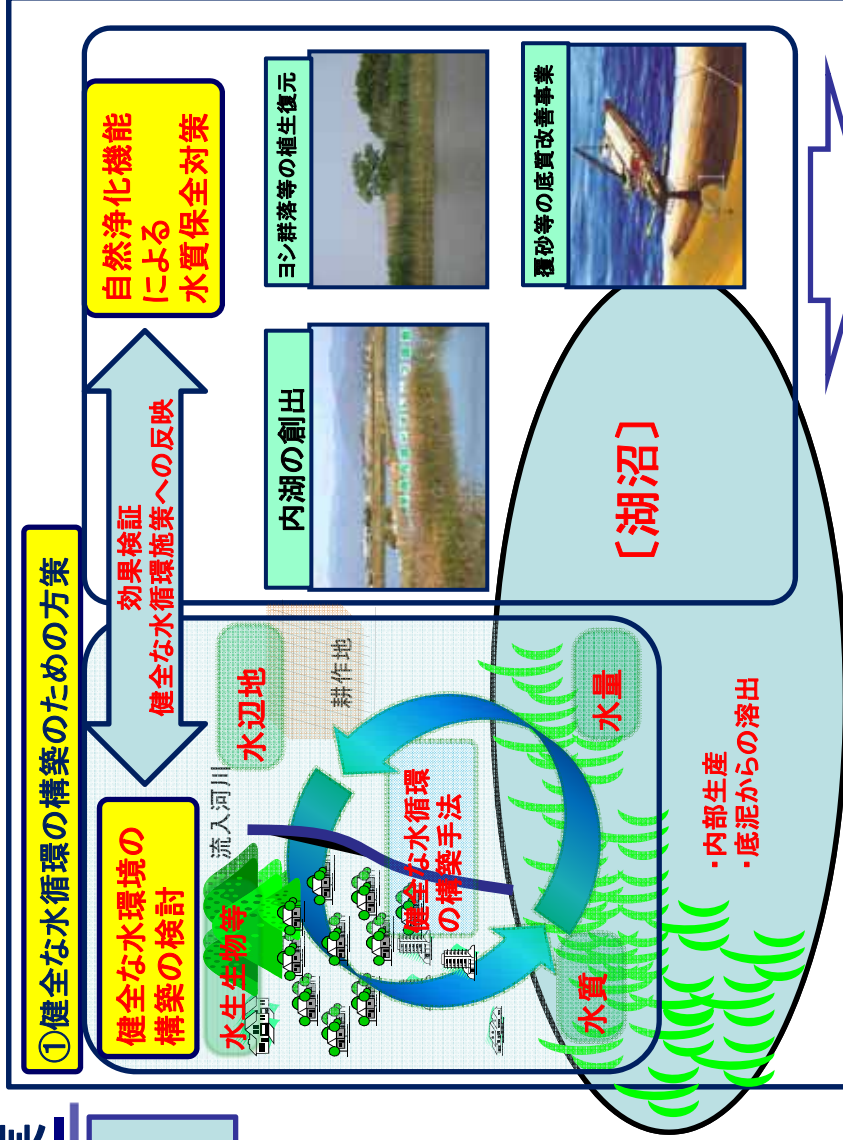 ①健全な水循環の構築のための方策
健全な水環境の
構築の検討
効果検証
健全な水循環施策への反映
自然浄化機能
による
水質保全対策
流入河川
水生生物等
水辺地
耕作地
健全な水循環
の構築手法
水質
水量
内湖の創出
ヨシ群落等の植生復元
覆砂等の底質改善事業
〔湖沼〕
・内部生産
・底泥からの溶出